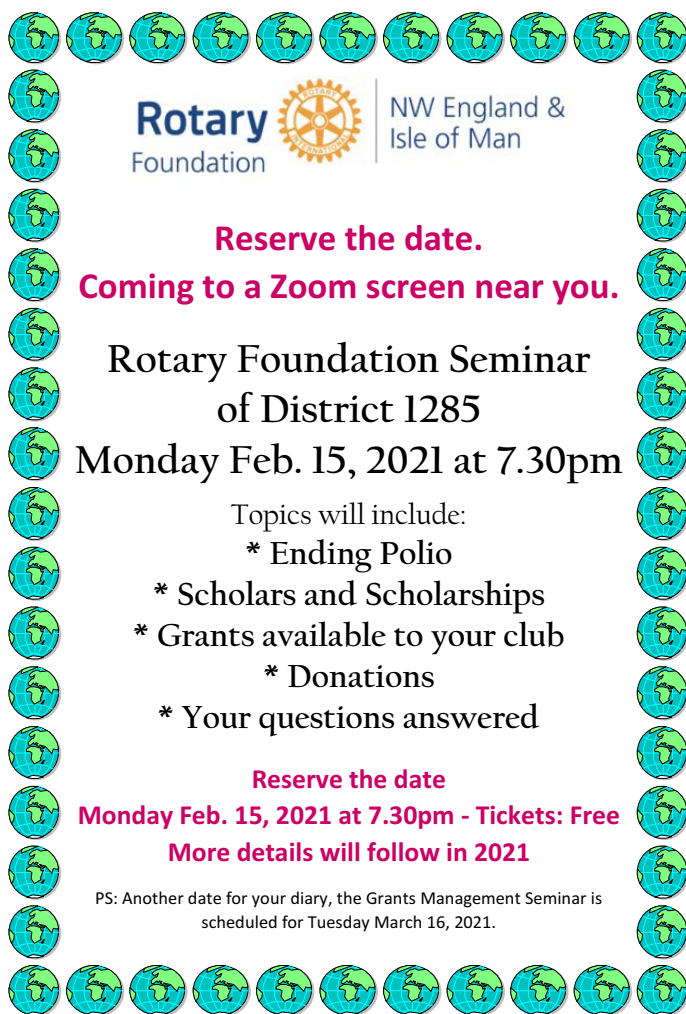 Rotary
Foundation
ROTARY
INTERNATIONAL
NW England &
Isle of Man
Reserve the date.
Coming to a Zoom screen near you.
Rotary Foundation Seminar
of District 1285
Monday Feb. 15, 2021 at 7.30pm
Topics will include:
* Ending Polio
* Scholars and Scholarships
* Grants available to your club
* Donations
* Your questions answered
Reserve the date
Monday Feb. 15, 2021 at 7.30pm - Tickets: Free
More details will follow in 2021
PS: Another date for your diary, the Grants Management Seminar is
scheduled for Tuesday March 16, 2021.